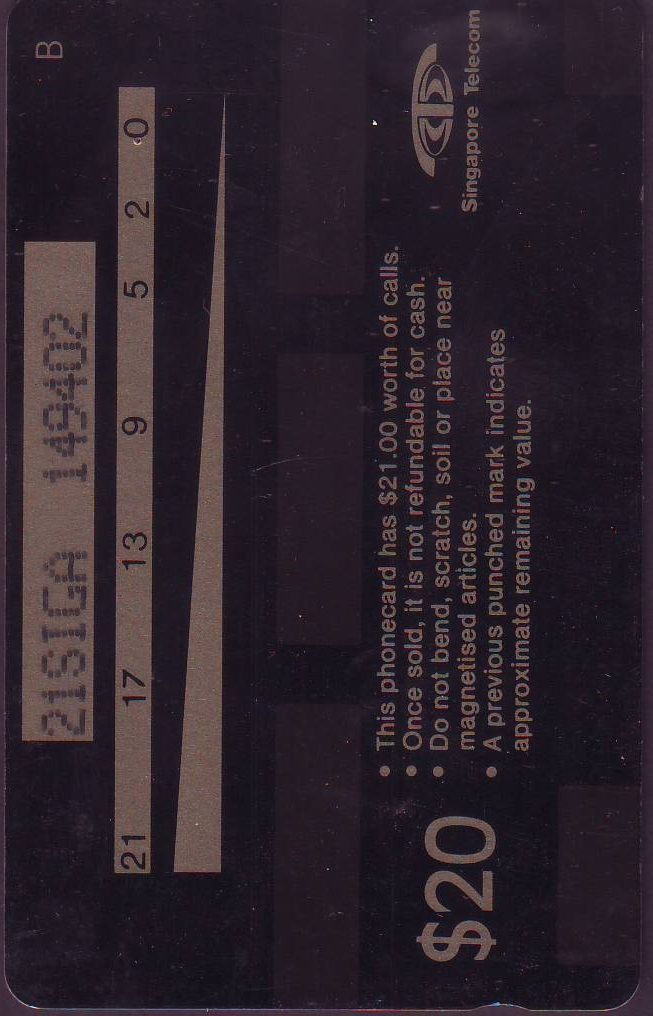 B
21SIGA 149402
21 17 13 9 5 2 0
$20
• This phonecard has $21.00 worth of calls.
• Once sold, it is not refundable for cash.
• Do not bend, scratch, soil or place near
magnetised articles.
• A previous punched mark indicates
approximate remaining value.
Singapore Telecom